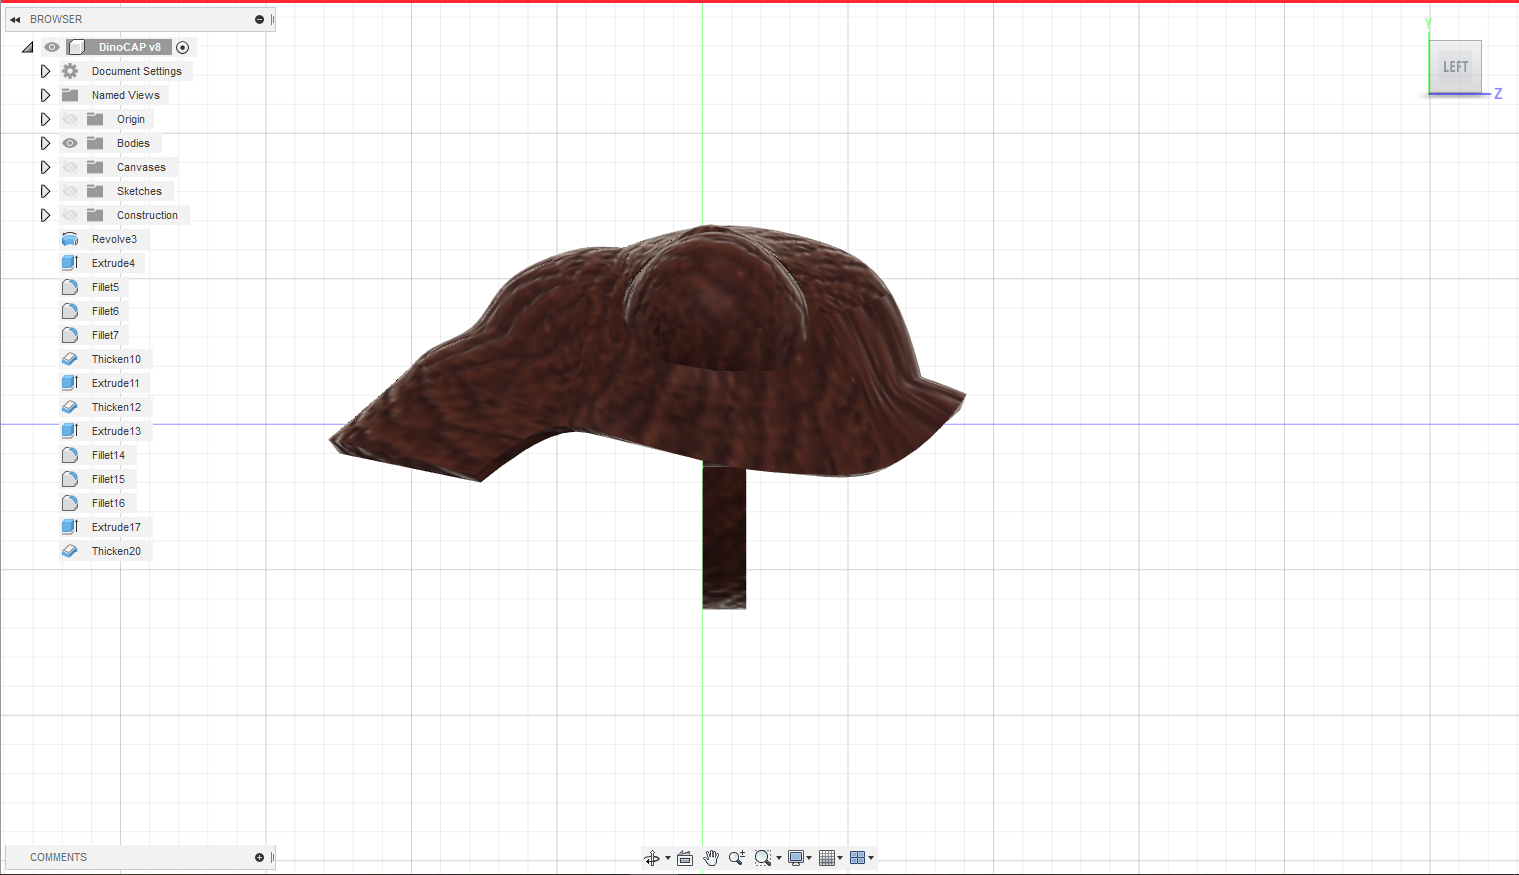 BROWSER
DinoCAP v8
Document Settings
Named Views
Origin
Bodies
Canvases
Sketches
Construction
Revolve3
Extrude4
Fillet5
Fillet6
Fillet7
Thicken10
Extrude11
Thicken12
Extrude13
Fillet14
Fillet15
Fillet16
Extrude17
Thicken20
COMMENTS
Y
LEFT
Z